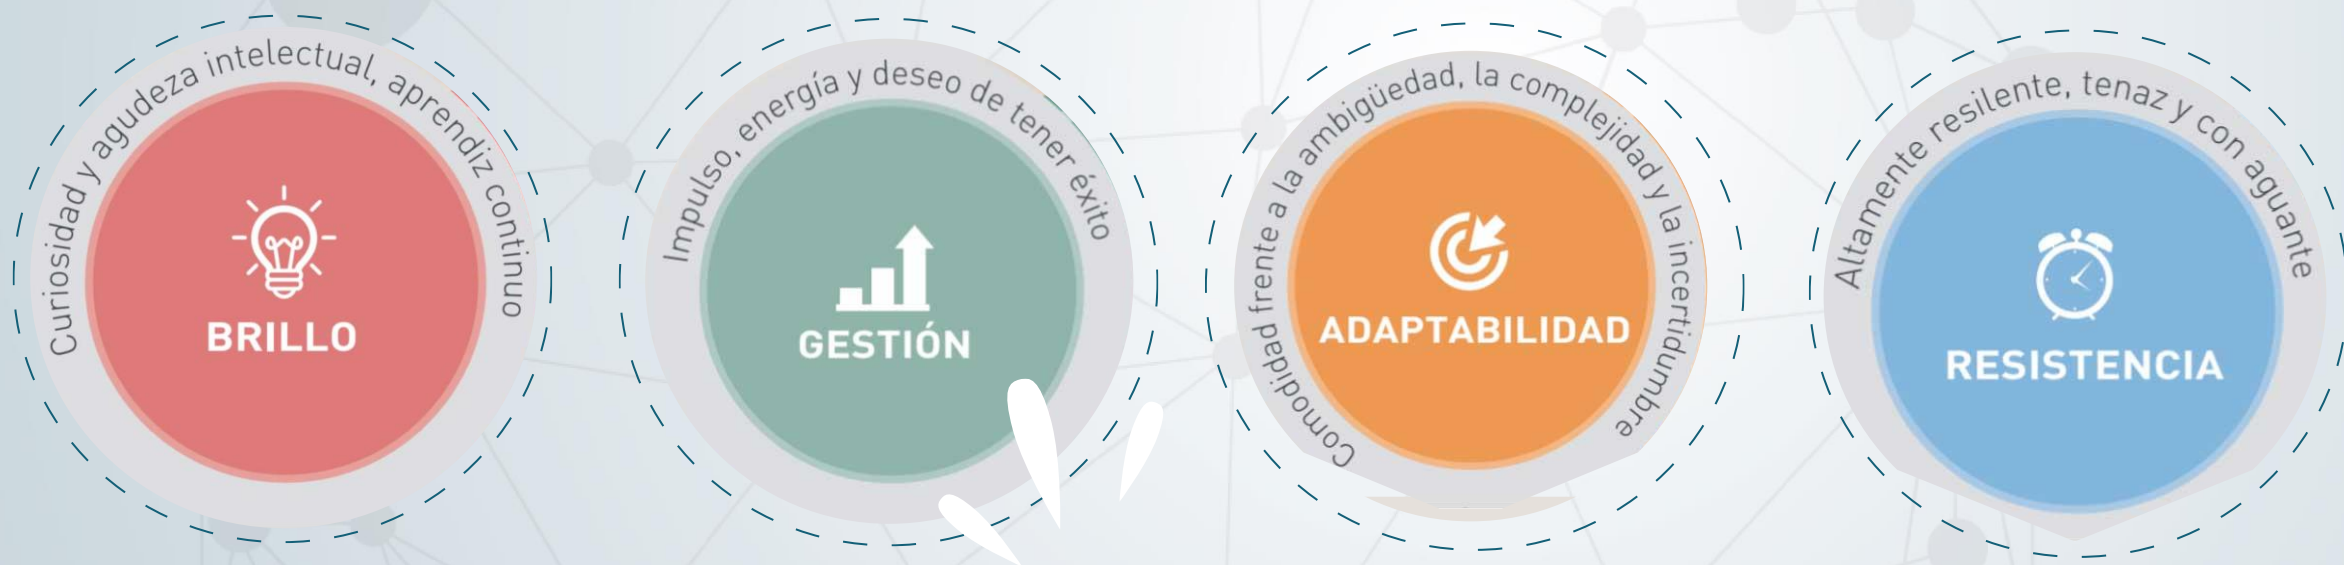 Curiosidad y agudeza intelectual, aprendiz continuo
BRILLO
Impulso, energía y deseo de tener éxito
GESTIÓN
Comodidad frente a la ambigüedad, la complejidad y la incertidumbre
ADAPTABILIDAD
Altamente resilente, tenaz y con aguante
RESISTENCIA